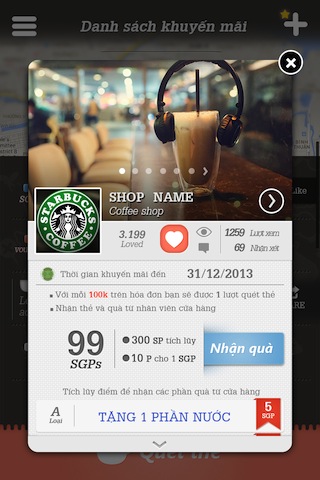 Danh sách khuyến mãi
STARBUCKS
COFFEE
SHOP NAME
Coffee shop
3.199
Loved
1259 Lượt xem
69 Nhận xét
Like
Thời gian khuyến mãi đến 31/12/2013
Với mỗi 100k trên hóa đơn bạn sẽ được 1 lượt quét thẻ
Nhận thẻ và quà từ nhân viên cửa hàng
99
SGPs
300 SP tích lũy
10 P cho 1 SGP
Nhận quà
Tích lũy điểm để nhận các phần quà từ cửa hàng
A
Loại
TẶNG 1 PHẦN NƯỚC
5
SGP
Quét thẻ